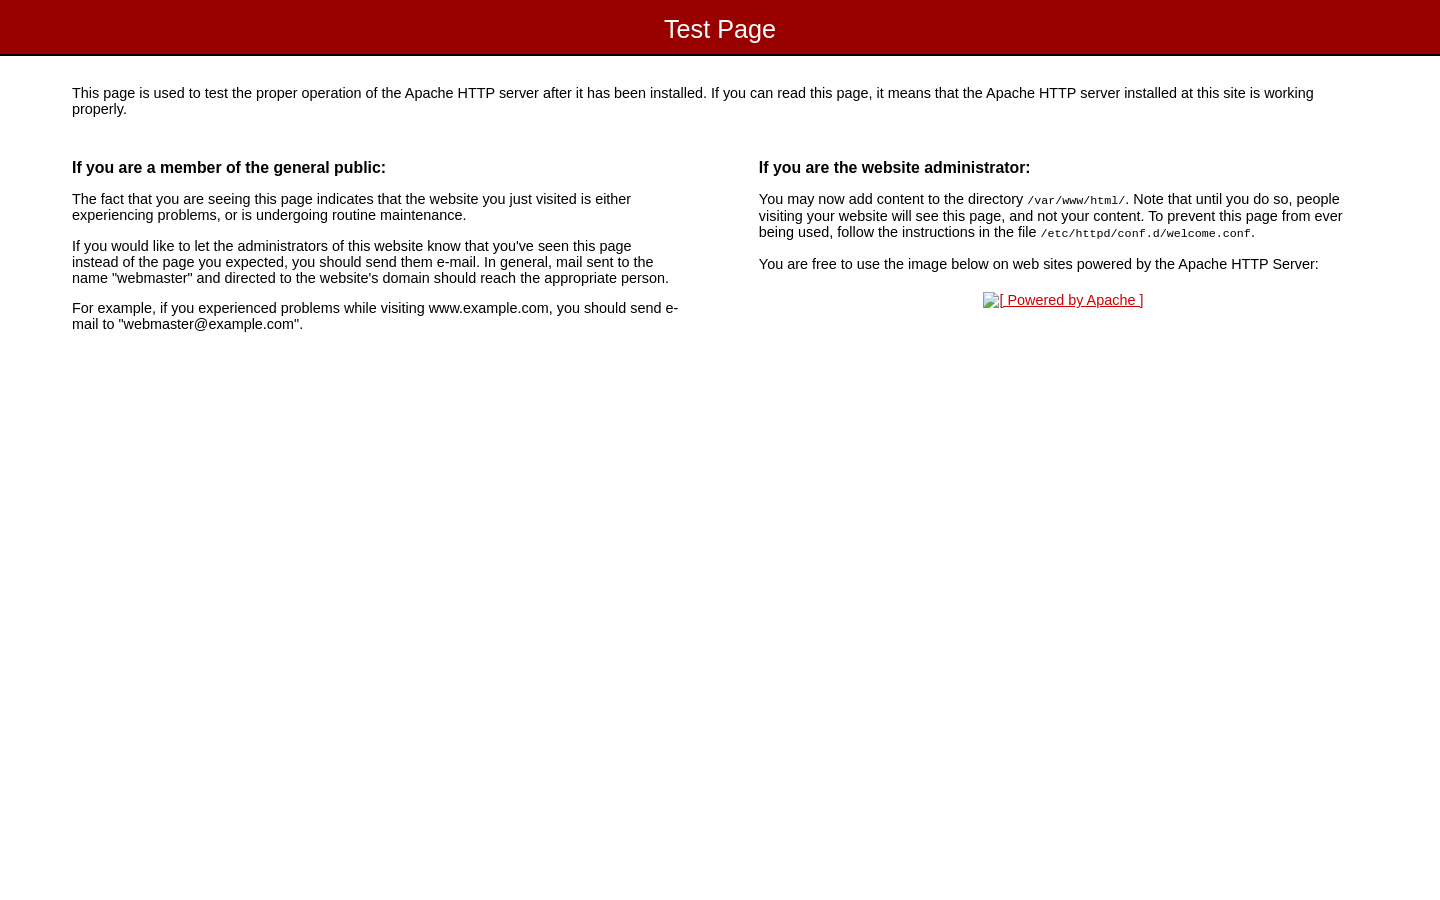 Test Page
This page is used to test the proper operation of the Apache HTTP server after it has been installed. If you can read this page, it means that the Apache HTTP server installed at this site is working
properly.
If you are a member of the general public:
The fact that you are seeing this page indicates that the website you just visited is either
experiencing problems, or is undergoing routine maintenance.
If you would like to let the administrators of this website know that you've seen this page
instead of the page you expected, you should send them e-mail. In general, mail sent to the
name "webmaster" and directed to the website's domain should reach the appropriate person.
For example, if you experienced problems while visiting www.example.com, you should send e-
mail to "webmaster@example.com".
If you are the website administrator:
You may now add content to the directory /var/www/html/. Note that until you do so, people
visiting your website will see this page, and not your content. To prevent this page from ever
being used, follow the instructions in the file /etc/httpd/conf.d/welcome.conf.
You are free to use the image below on web sites powered by the Apache HTTP Server:
[ Powered by Apache ]